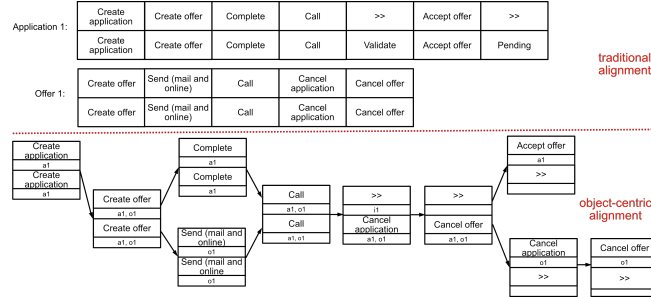 Application 1:
Create application
Create offer
Complete
Call
>>
Accept offer
>>
Create application
Create offer
Complete
Call
Validate
Accept offer
Pending
traditional
alignment
Offer 1:
Create offer
Send (mail and online)
Call
Cancel application
Cancel offer
Create offer
Send (mail and online)
Call
Cancel application
Cancel offer
Create application
a1
Create application
a1
Create offer
a1, o1
Create offer
a1, o1
Complete
a1
Complete
a1
Send (mail and online)
o1
Send (mail and online
o1
Call
a1, o1
Call
a1, o1
>>
i1
Cancel application
a1, o1
>>
Cancel offer
a1, o1
Accept offer
a1
>>
object-centric
alignment
Cancel application
o1
>>
Cancel offer
o1
>>